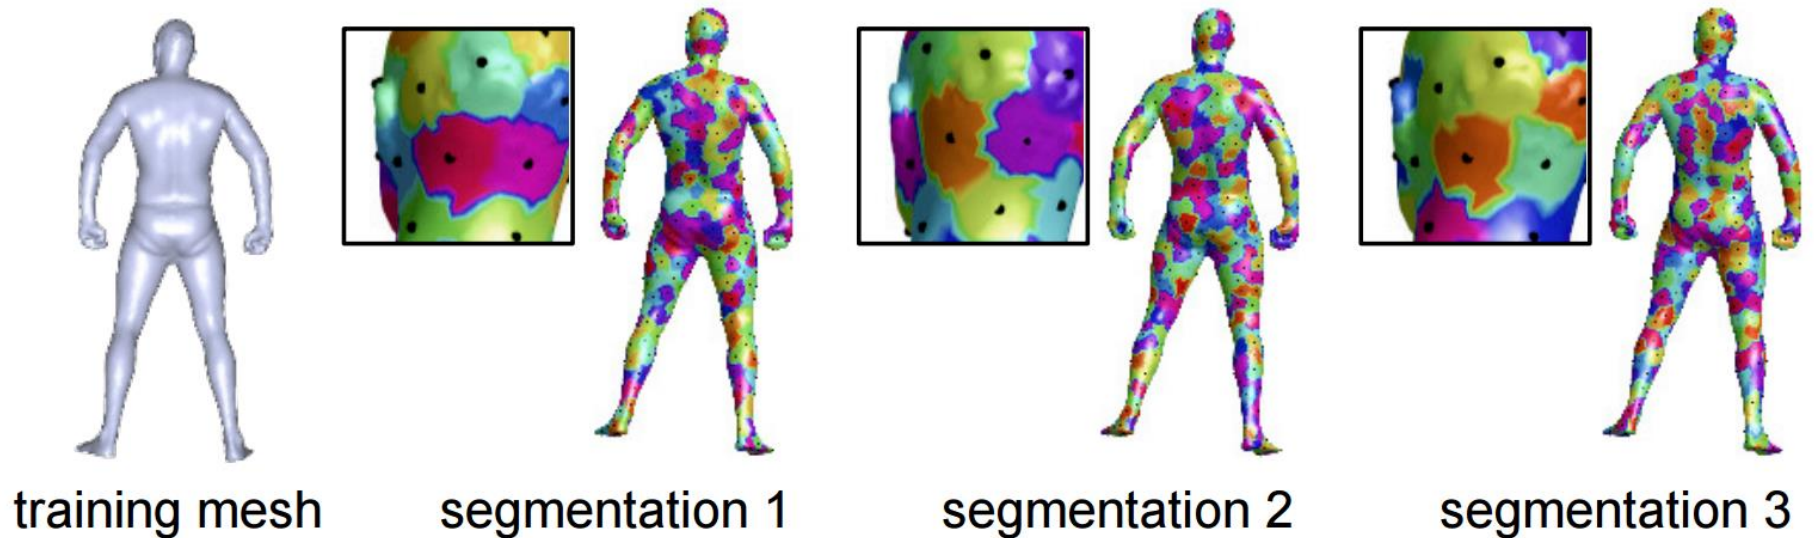 training mesh
segmentation 1
segmentation 2
segmentation 3